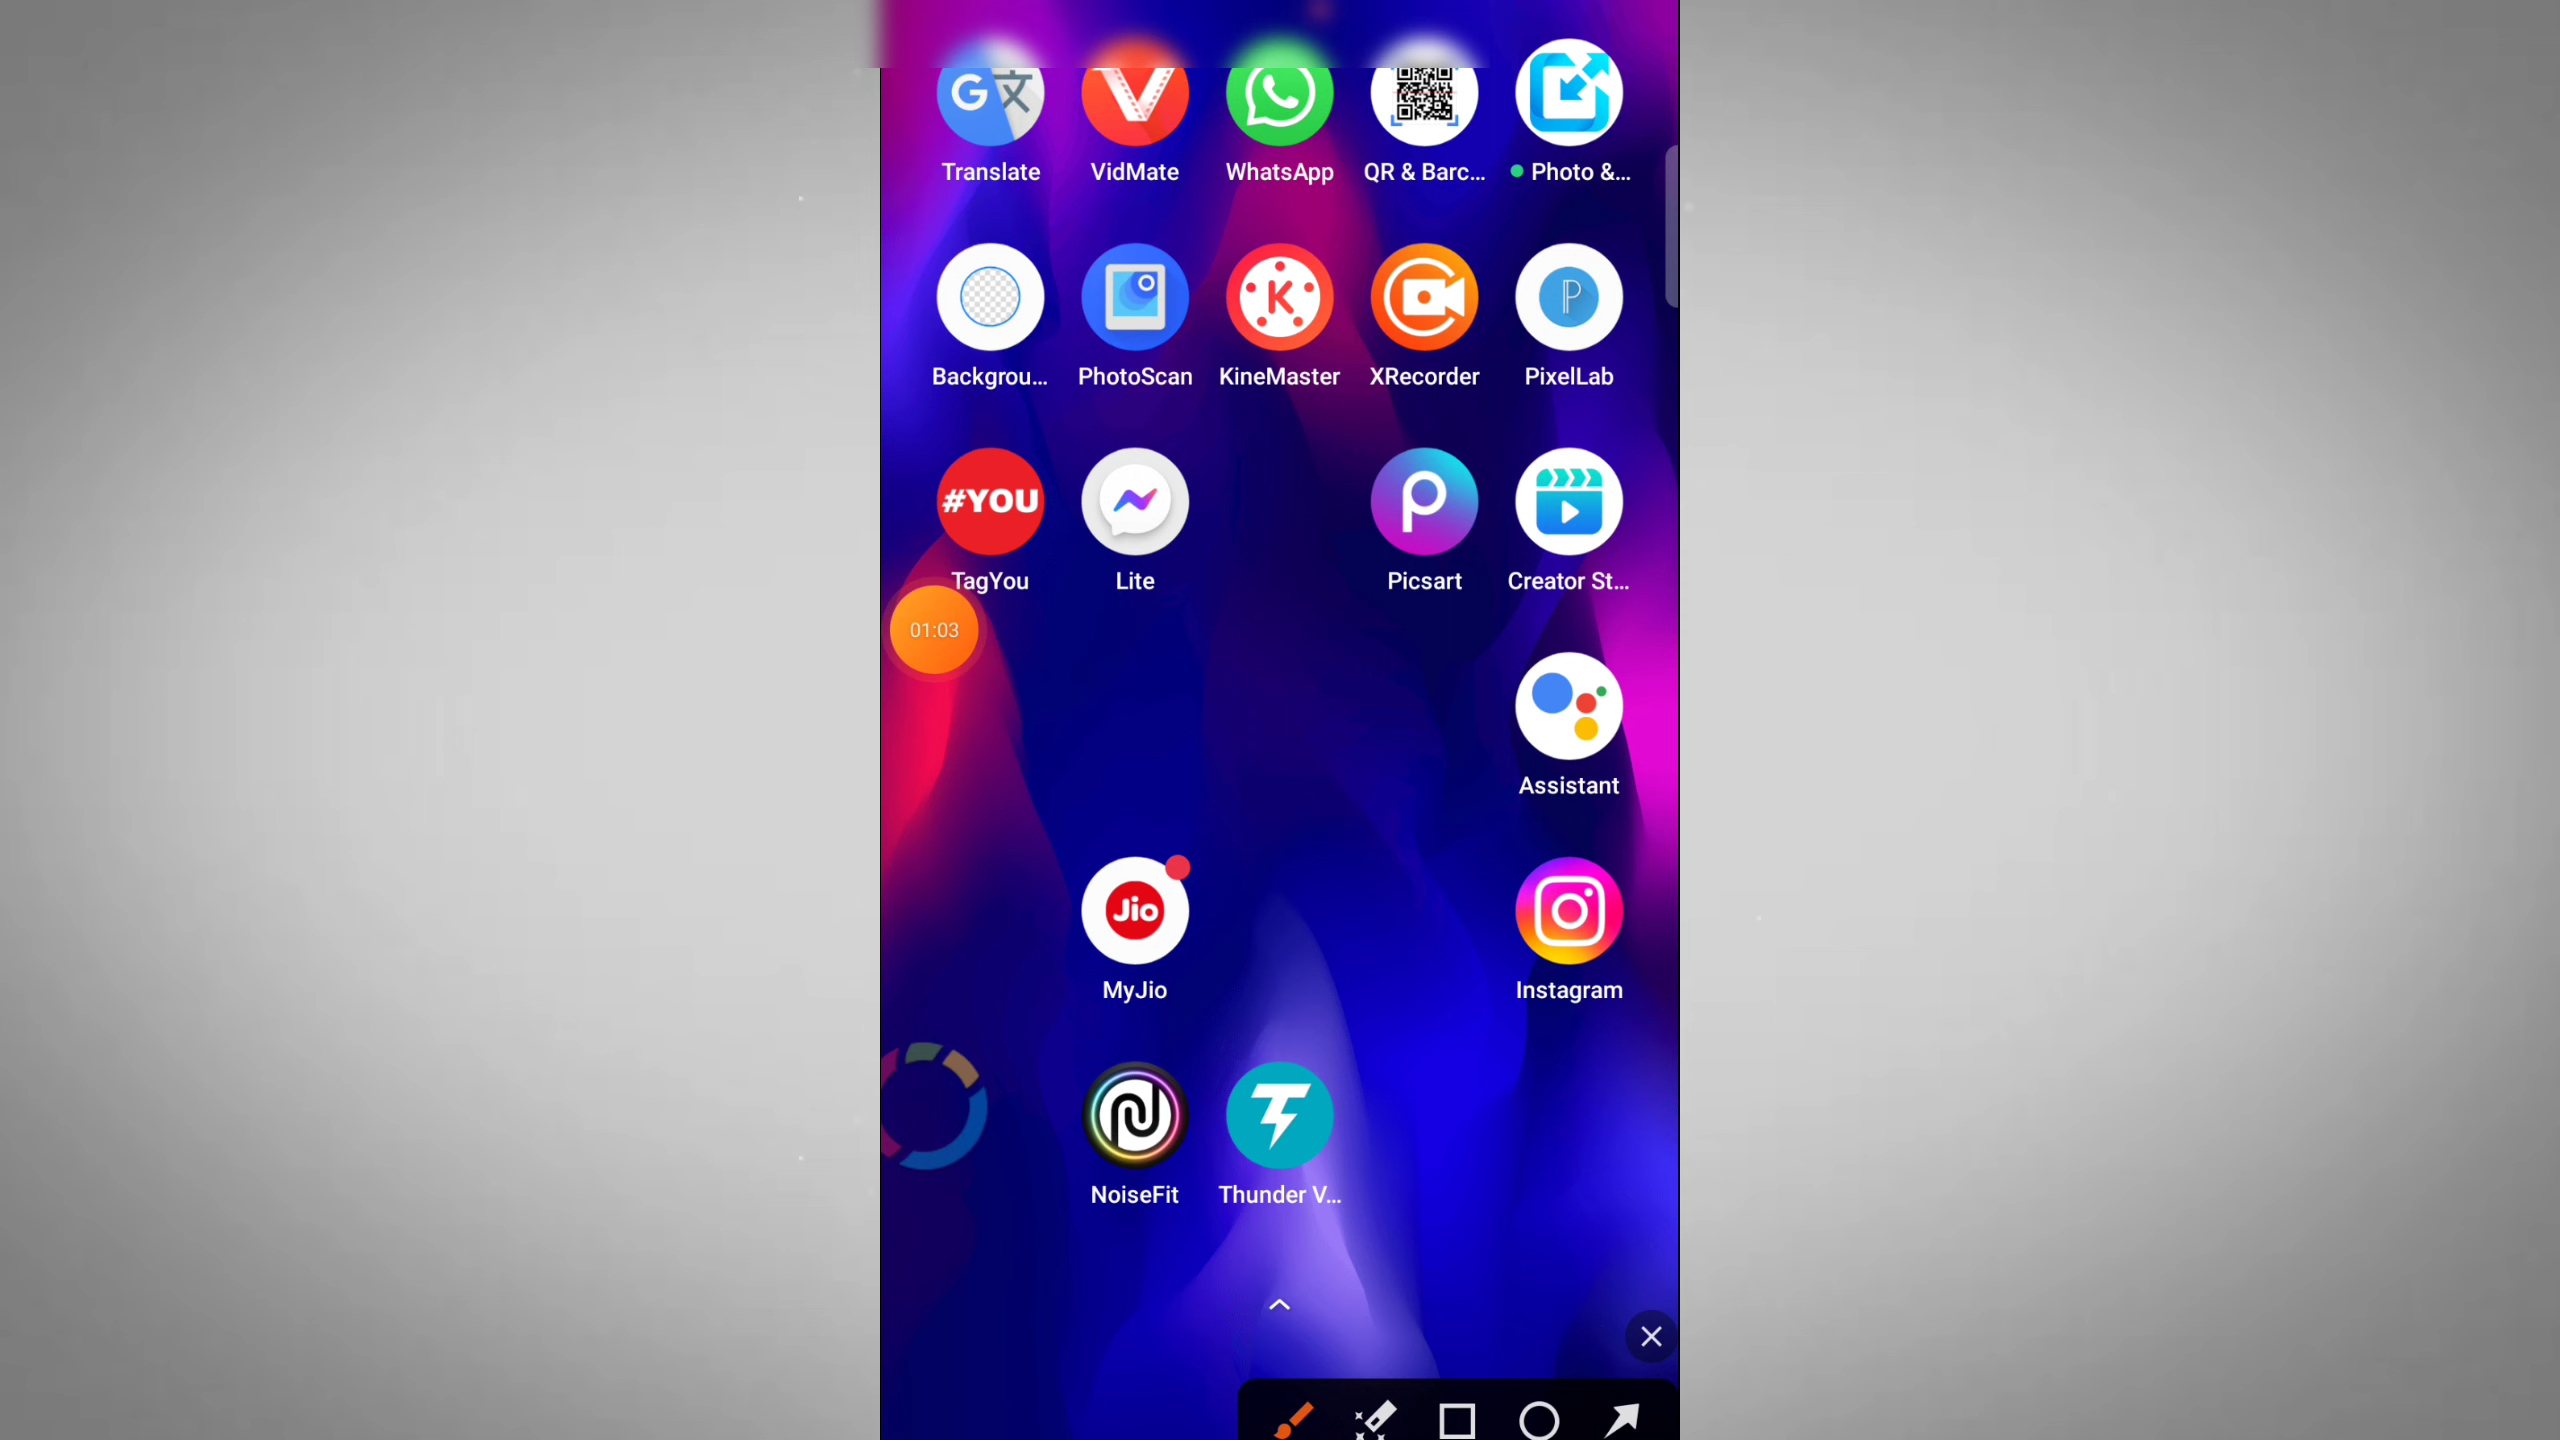 G 文
Translate VidMate WhatsApp QR & Barc... Photo &...
K P
Backgrou... PhotoScan KineMaster XRecorder PixelLab
#YOU
TagYou Lite Picsart Creator St...
01:03
Assistant
Jio
MyJio Instagram
NoiseFit Thunder V...